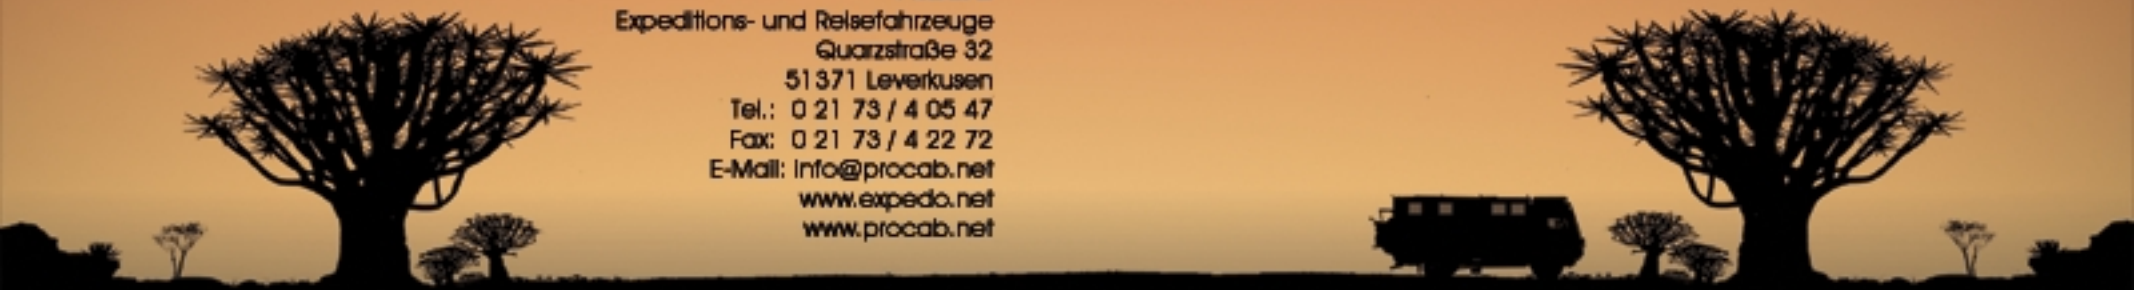 Expeditions- und Reisefahrzeuge
Quarzstraße 32
51371 Leverkusen
Tel.: 0 21 73 / 4 05 47
Fax: 0 21 73 / 4 22 72
E-Mail: info@procab.net
www.expedo.net
www.procab.net